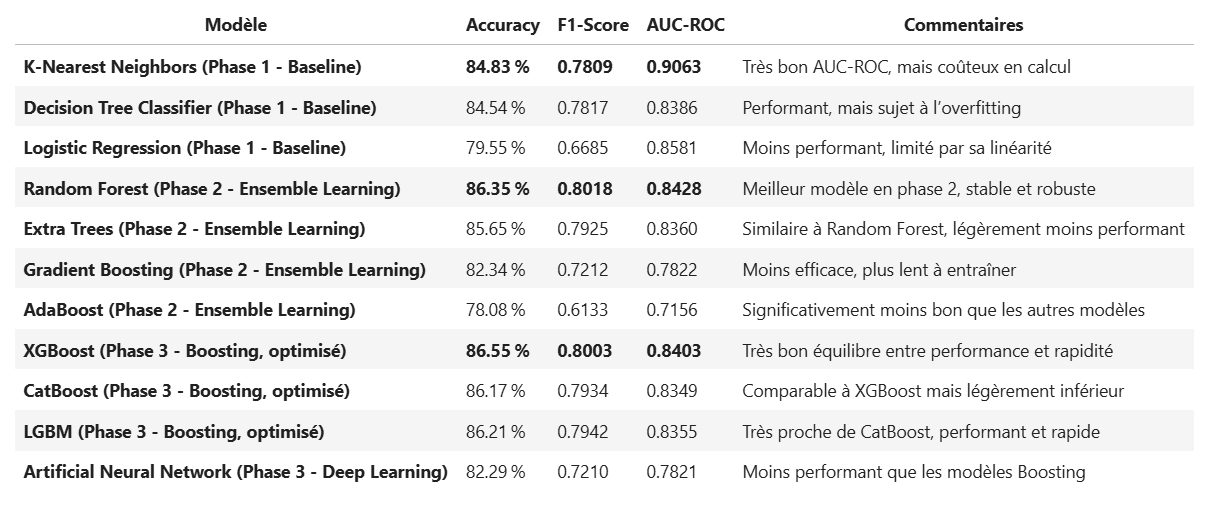 Modèle Accuracy F1-Score AUC-ROC Commentaires
K-Nearest Neighbors (Phase 1 - Baseline) 84.83 % 0.7809 0.9063 Très bon AUC-ROC, mais coûteux en calcul
Decision Tree Classifier (Phase 1 - Baseline) 84.54 % 0.7817 0.8386 Performant, mais sujet à l’overfitting
Logistic Regression (Phase 1 - Baseline) 79.55 % 0.6685 0.8581 Moins performant, limité par sa linéarité
Random Forest (Phase 2 - Ensemble Learning) 86.35 % 0.8018 0.8428 Meilleur modèle en phase 2, stable et robuste
Extra Trees (Phase 2 - Ensemble Learning) 85.65 % 0.7925 0.8360 Similaire à Random Forest, légèrement moins performant
Gradient Boosting (Phase 2 - Ensemble Learning) 82.34 % 0.7212 0.7822 Moins efficace, plus lent à entraîner
AdaBoost (Phase 2 - Ensemble Learning) 78.08 % 0.6133 0.7156 Significativement moins bon que les autres modèles
XGBoost (Phase 3 - Boosting, optimisé) 86.55 % 0.8003 0.8403 Très bon équilibre entre performance et rapidité
CatBoost (Phase 3 - Boosting, optimisé) 86.17 % 0.7934 0.8349 Comparable à XGBoost mais légèrement inférieur
LGBM (Phase 3 - Boosting, optimisé) 86.21 % 0.7942 0.8355 Très proche de CatBoost, performant et rapide
Artificial Neural Network (Phase 3 - Deep Learning) 82.29 % 0.7210 0.7821 Moins performant que les modèles Boosting